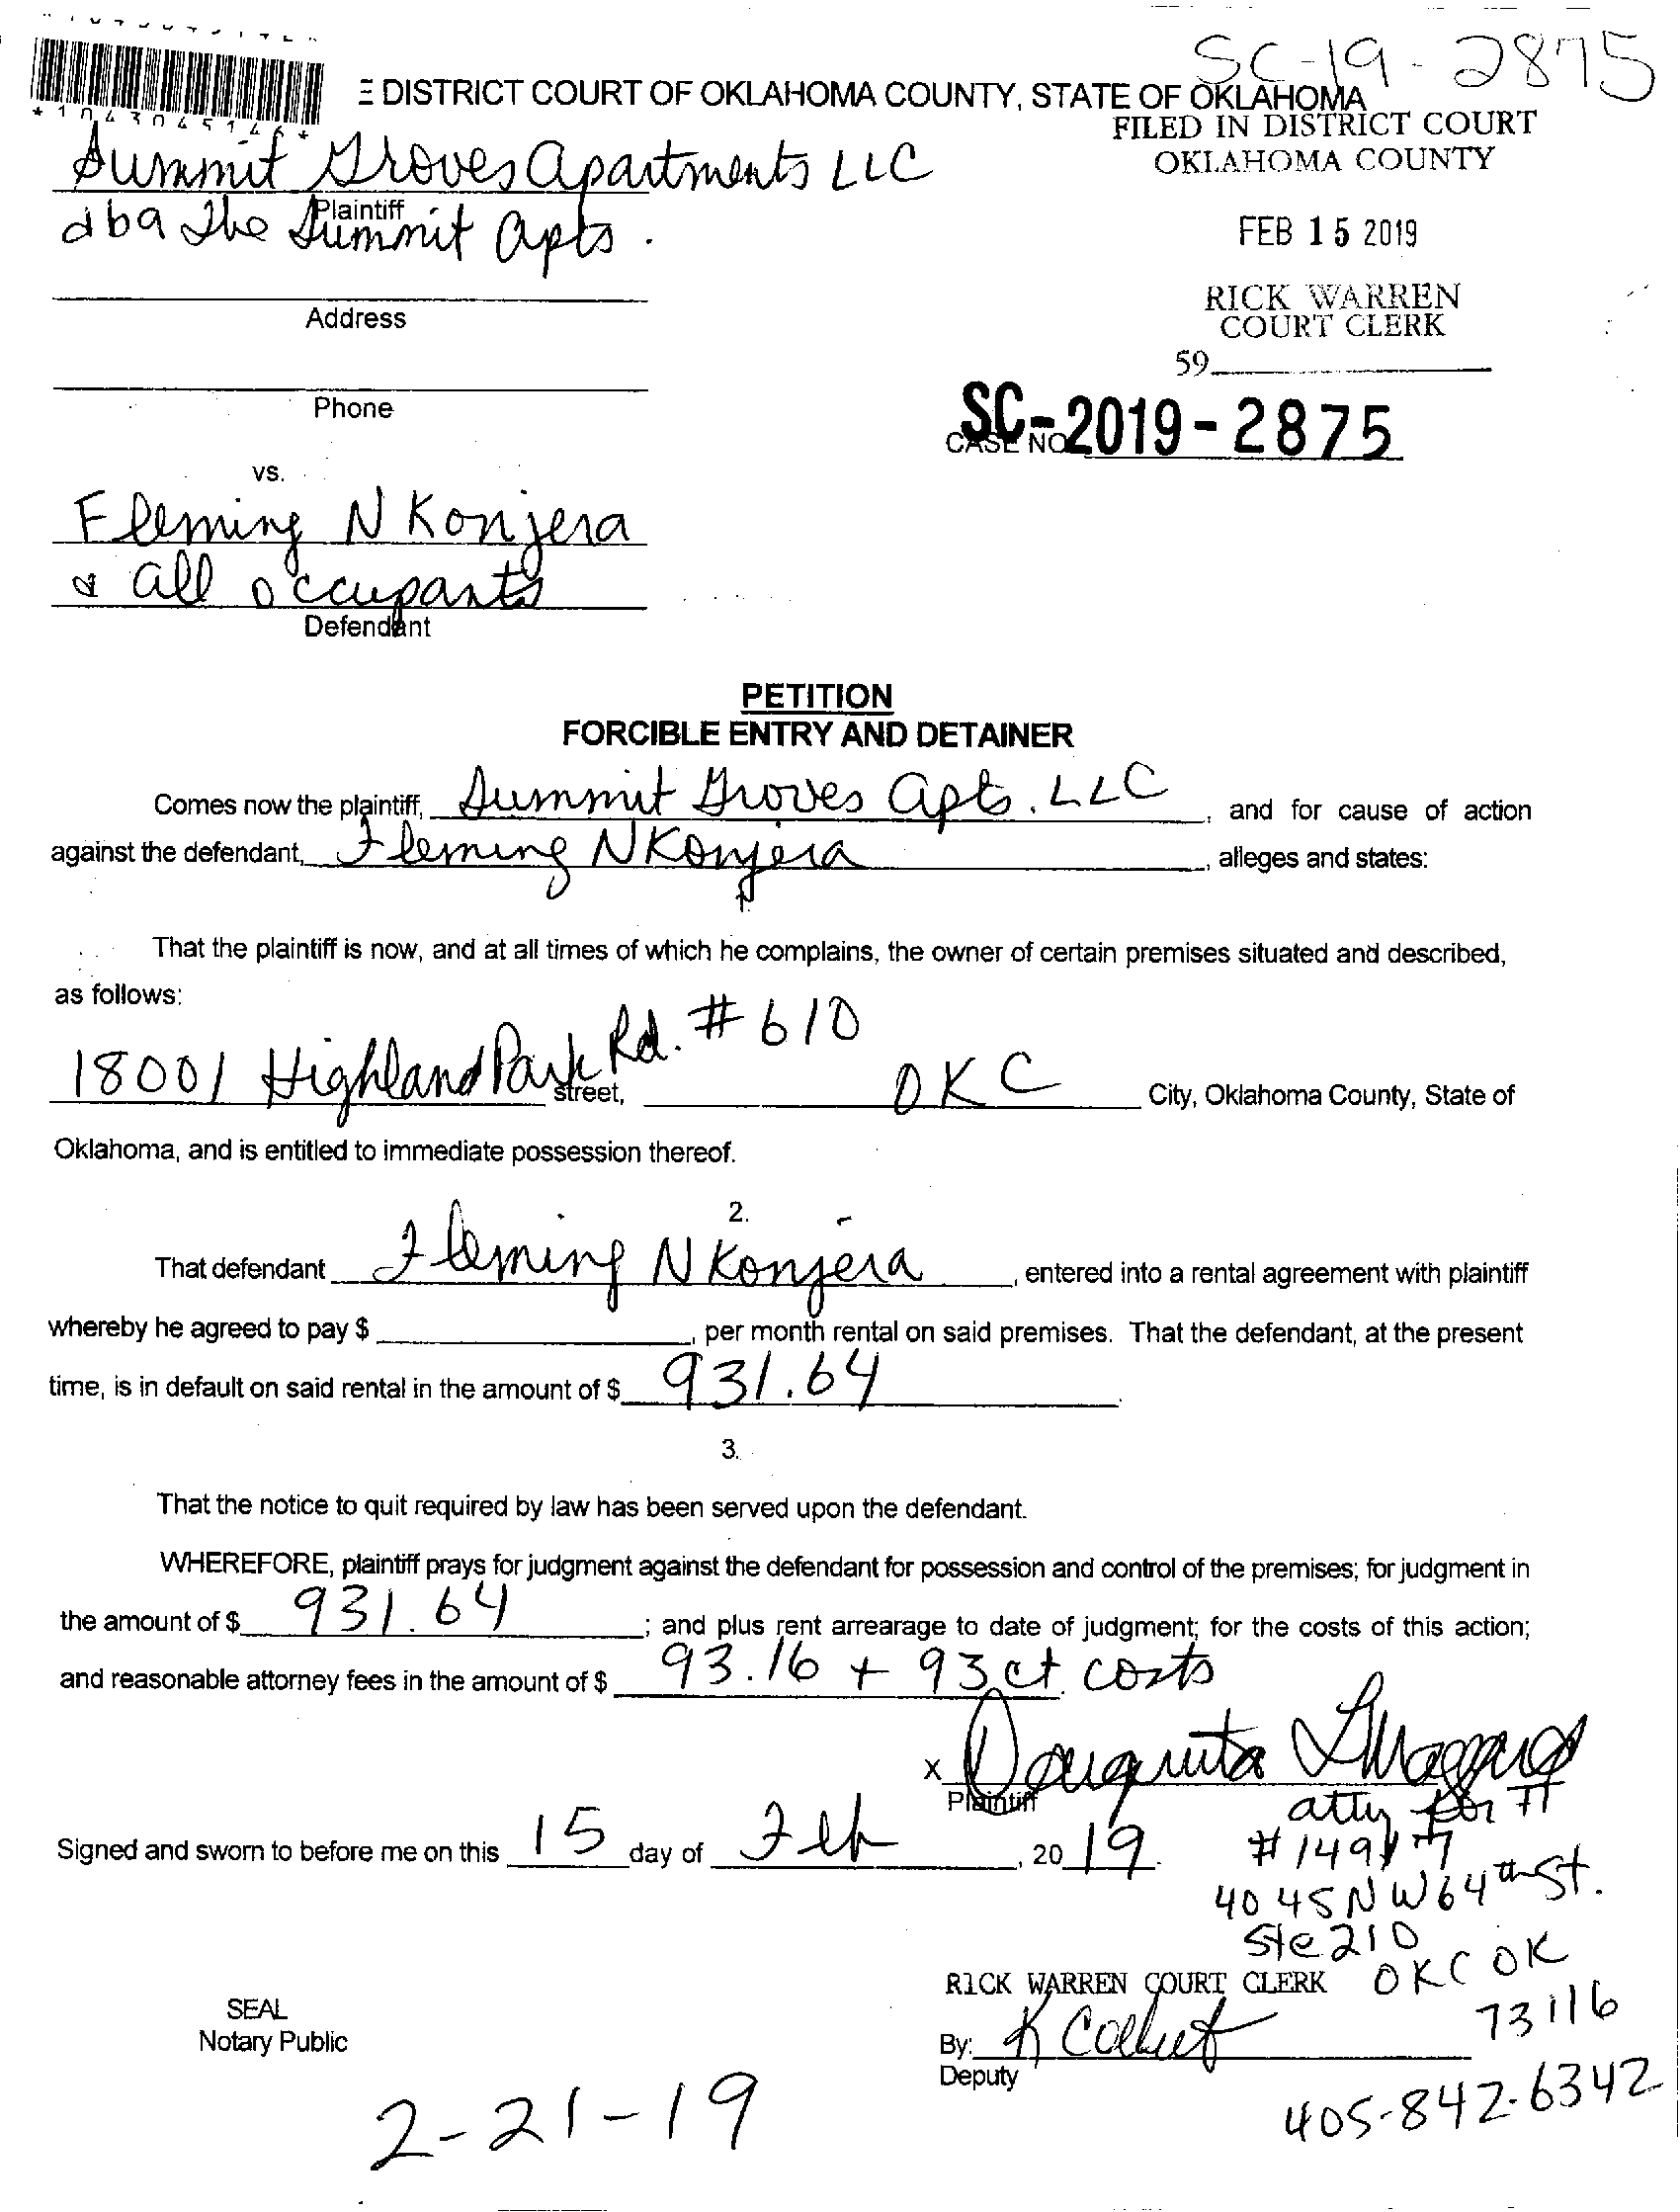 SC-19-2875
*1043045146*
E DISTRICT COURT OF OKLAHOMA COUNTY, STATE OF OKLAHOMA
FILED IN DISTRICT COURT
OKLAHOMA COUNTY
Summit Groves Apartments LLC
Plaintiff
dba The Summit Apts.
FEB 15 2019
Address
RICK WARREN
COURT CLERK
59
Phone
CASE NO. SC-2019-2875
vs.
Fleming NKonjera
& all occupants
Defendant
PETITION
FORCIBLE ENTRY AND DETAINER
Comes now the plaintiff, Summit Groves Apts. LLC, and for cause of action
against the defendant, Fleming NKonjera, alleges and states:
That the plaintiff is now, and at all times of which he complains, the owner of certain premises situated and described,
as follows:
18001 Highland Park Rd. #610 street, OKC City, Oklahoma County, State of
Oklahoma, and is entitled to immediate possession thereof.
2.
That defendant Fleming NKonjera, entered into a rental agreement with plaintiff
whereby he agreed to pay $, per month rental on said premises. That the defendant, at the present
time, is in default on said rental in the amount of $ 931.64.
3.
That the notice to quit required by law has been served upon the defendant.
WHEREFORE, plaintiff prays for judgment against the defendant for possession and control of the premises; for judgment in
the amount of $ 931.64; and plus rent arrearage to date of judgment; for the costs of this action;
and reasonable attorney fees in the amount of $ 93.16 + 93 ct. costs
x
Plaintiff
atty for π
Signed and sworn to before me on this 15 day of Feb, 2019.
4045 NW 64th St.
Ste 210
OKC OK
73116
RICK WARREN COURT CLERK
SEAL
Notary Public
By:
Deputy
405-842-6342
2-21-19